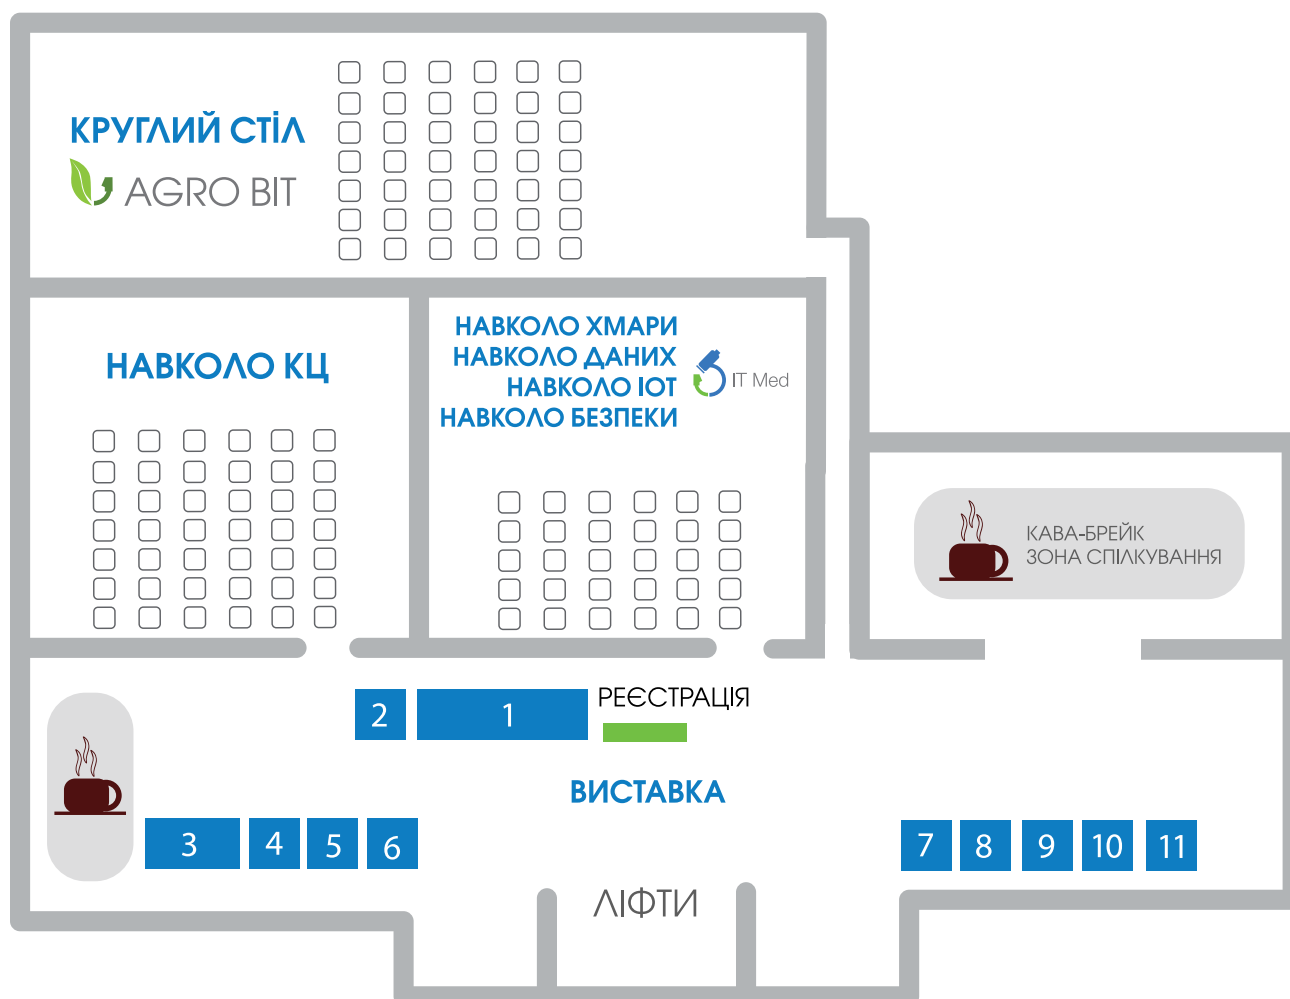 КРУГЛИЙ СТІЛ
AGRO BIT
НАВКОЛО КЦ
НАВКОЛО ХМАРИ
НАВКОЛО ДАНИХ
НАВКОЛО ІОТ
НАВКОЛО БЕЗПЕКИ
IT Med
КАВА-БРЕЙК
ЗОНА СПІЛКУВАННЯ
РЕЄСТРАЦІЯ
2
1
ВИСТАВКА
3
4
5
6
7
8
9
10
11
ЛІФТИ